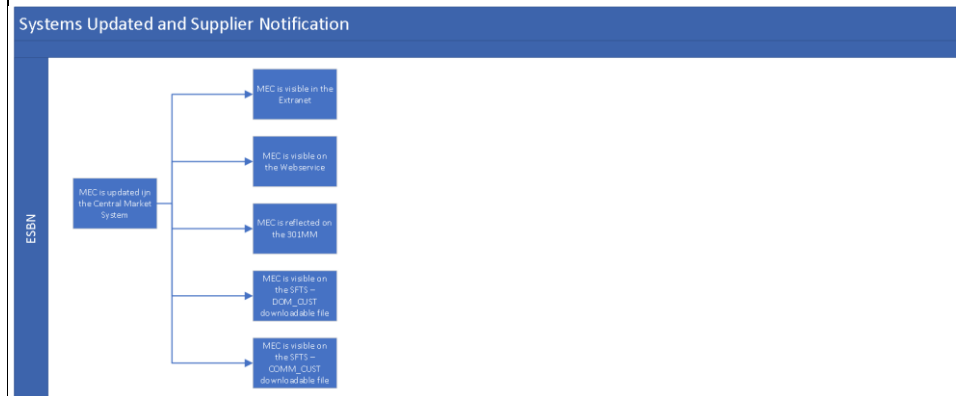 Systems Updated and Supplier Notification
ESBN
MEC is updated ijn
the Central Market
System
MEC is visible in the
Extranet
MEC is visible on
the Webservice
MEC is reflected on
the 301MM
MEC is visible on
the SFTS –
DOM_CUST
downloadable file
MEC is visible on
the SFTS –
COMM_CUST
downloadable file